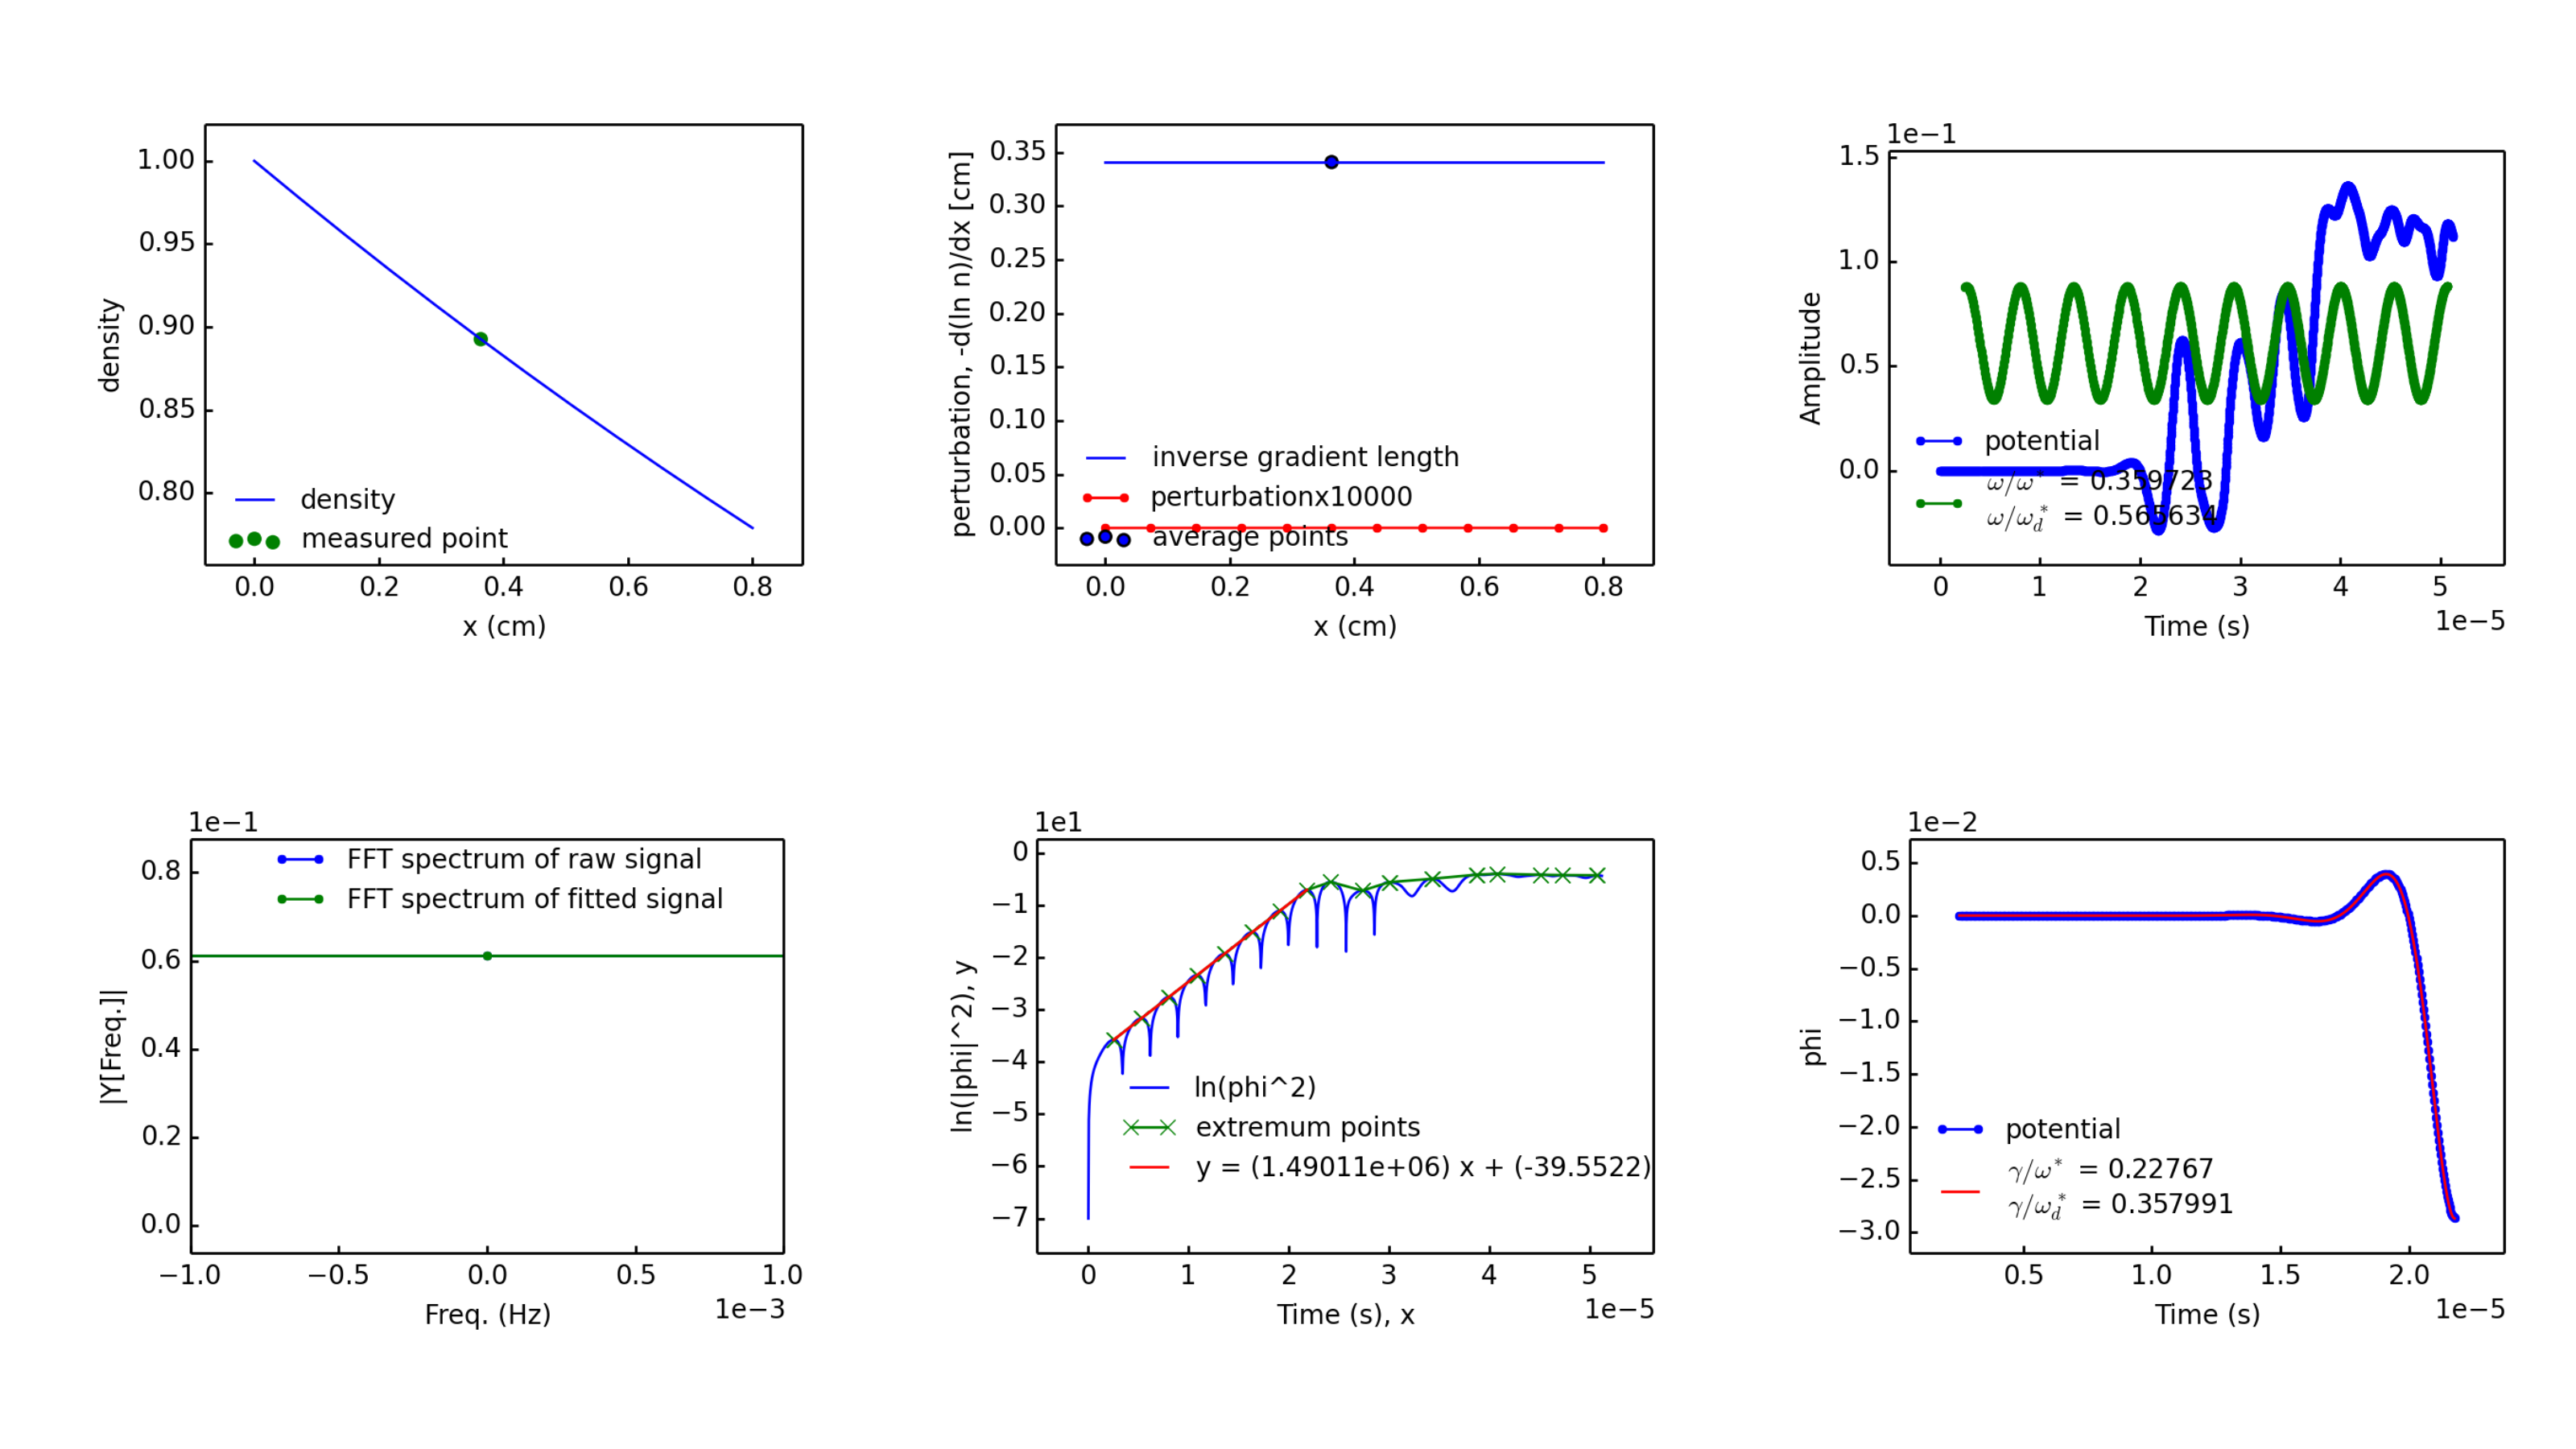 density
1.00
0.95
0.90
0.85
0.80
density
measured point
0.0 0.2 0.4 0.6 0.8
x (cm)
perturbation, -d(ln n)/dx [cm]
0.35
0.30
0.25
0.20
0.15
0.10
0.05
0.00
inverse gradient length
perturbationx10000
average points
0.0 0.2 0.4 0.6 0.8
x (cm)
1e−1
Amplitude
1.5
1.0
0.5
0.0
potential
ω/ω* = 0.359723
ω/ω_d* = 0.565634
0 1 2 3 4 5
Time (s)
1e−5
1e−1
|Y[Freq.]|
0.8
0.6
0.4
0.2
0.0
FFT spectrum of raw signal
FFT spectrum of fitted signal
−1.0 −0.5 0.0 0.5 1.0
Freq. (Hz)
1e−3
1e1
ln(|phi|^2), y
0
−1
−2
−3
−4
−5
−6
−7
ln(phi^2)
extremum points
y = (1.49011e+06) x + (-39.5522)
0 1 2 3 4 5
Time (s), x
1e−5
1e−2
phi
0.5
0.0
−0.5
−1.0
−1.5
−2.0
−2.5
−3.0
potential
γ/ω* = 0.22767
γ/ω_d* = 0.357991
0.5 1.0 1.5 2.0
Time (s)
1e−5